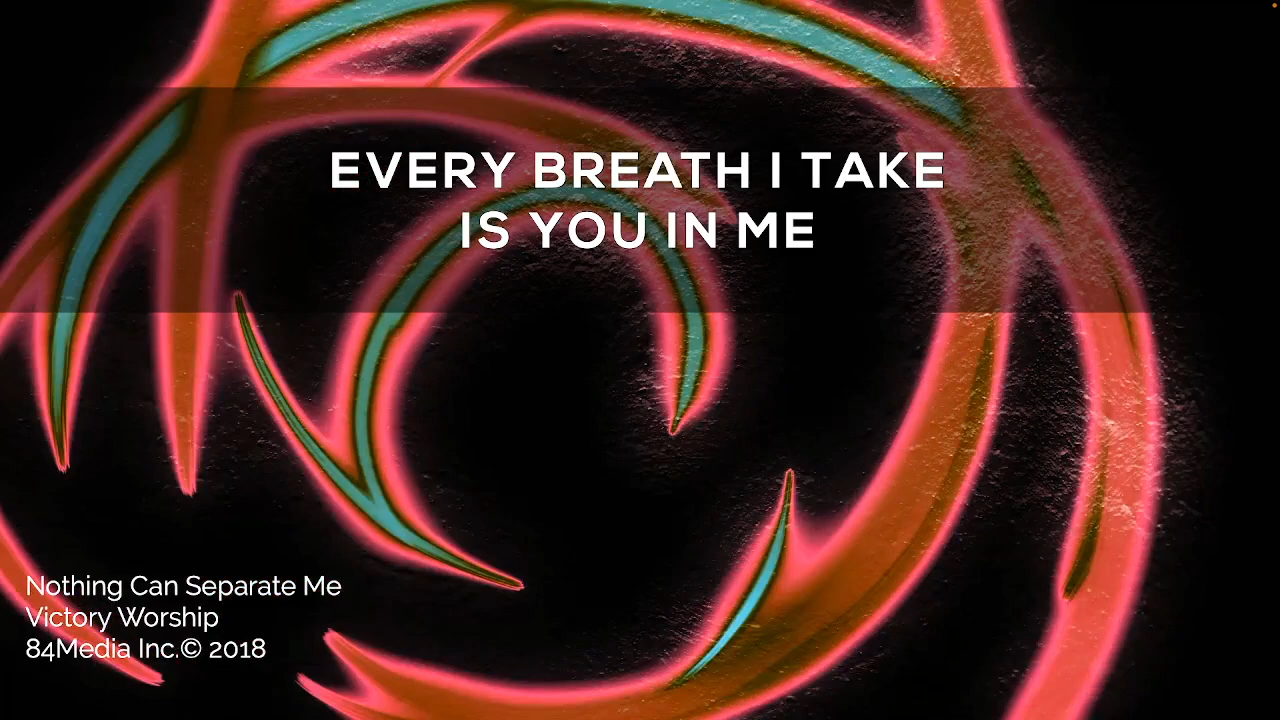 EVERY BREATH I TAKE
IS YOU IN ME
Nothing Can Separate Me
Victory Worship
84Media Inc.© 2018